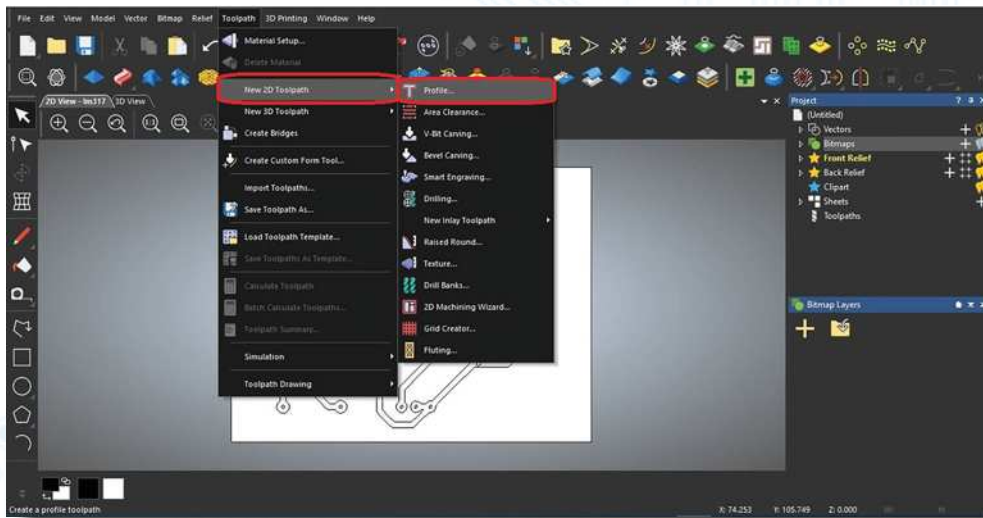 File Edit View Model Vector Bitmap Relief Toolpath 3D Printing Window Help
Material Setup...
Delete Material
New 2D Toolpath
New 3D Toolpath
Create Bridges
Create Custom Form Tool...
Import Toolpaths...
Save Toolpath As...
Load Toolpath Template...
Save Toolpaths As Template...
Calculate Toolpath
Batch Calculate Toolpaths...
Toolpath Summary...
Simulation
Toolpath Drawing
Profile...
Area Clearance...
V-Bit Carving...
Bevel Carving...
Smart Engraving...
Drilling...
New Inlay Toolpath
Raised Round...
Texture...
Drill Banks...
2D Machining Wizard...
Grid Creator...
Fluting...
2D View - lm317 3D View
Project
(Untitled)
Vectors
Bitmaps
Front Relief
Back Relief
Clipart
Sheets
Toolpaths
Bitmap Layers
Create a profile toolpath
X: 74.253 Y: 105.749 Z: 0.000